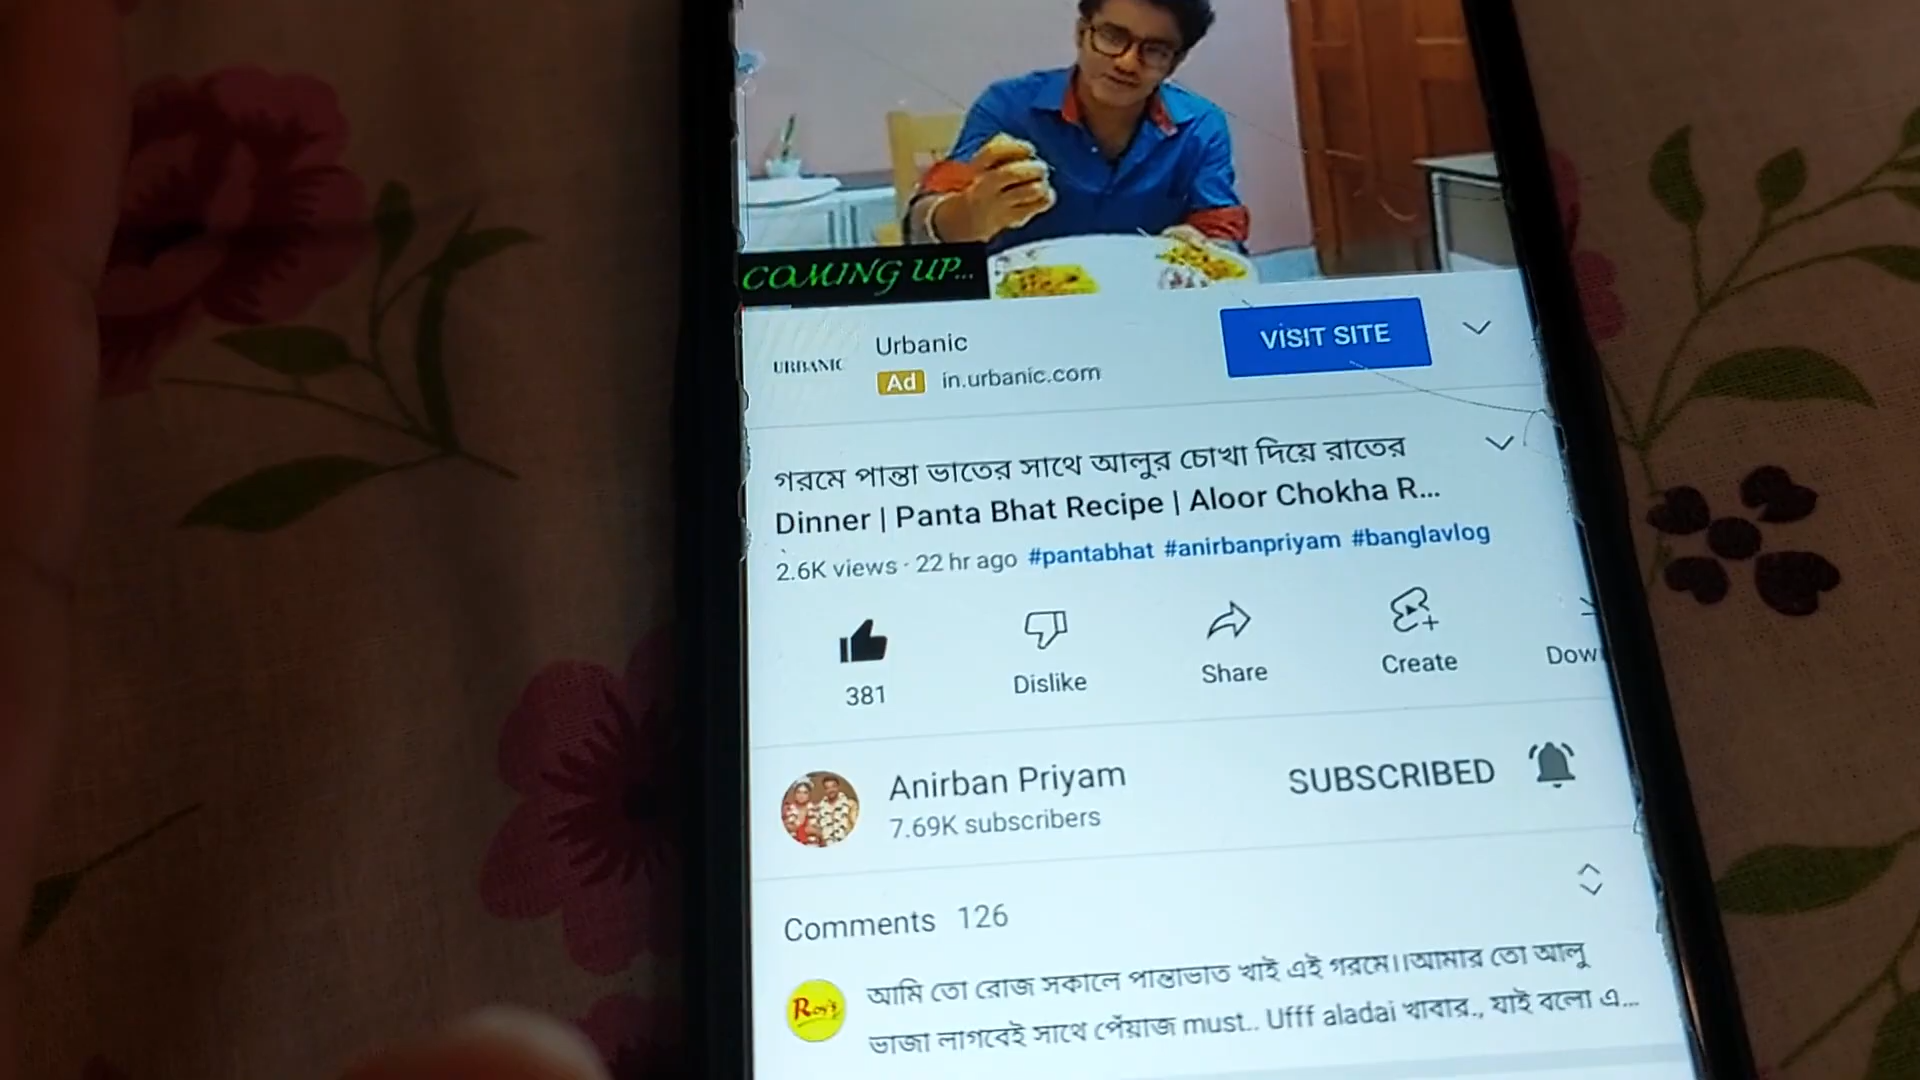 COMING UP...
URBANIC
Urbanic
Ad in.urbanic.com
VISIT SITE
গরমে পান্তা ভাতের সাথে আলুর চোখা দিয়ে রাতের
Dinner | Panta Bhat Recipe | Aloor Chokha R...
2.6K views · 22 hr ago #pantabhat #anirbanpriyam #banglavlog
381
Dislike
Share
Create
Dow
Anirban Priyam
7.69K subscribers
SUBSCRIBED
Comments 126
Roy's
আমি তো রোজ সকালে পান্তাভাত খাই এই গরমে।।আমার তো আলু
ভাজা লাগবেই সাথে পেঁয়াজ must.. Ufff aladai খাবার., যাই বলো এ...